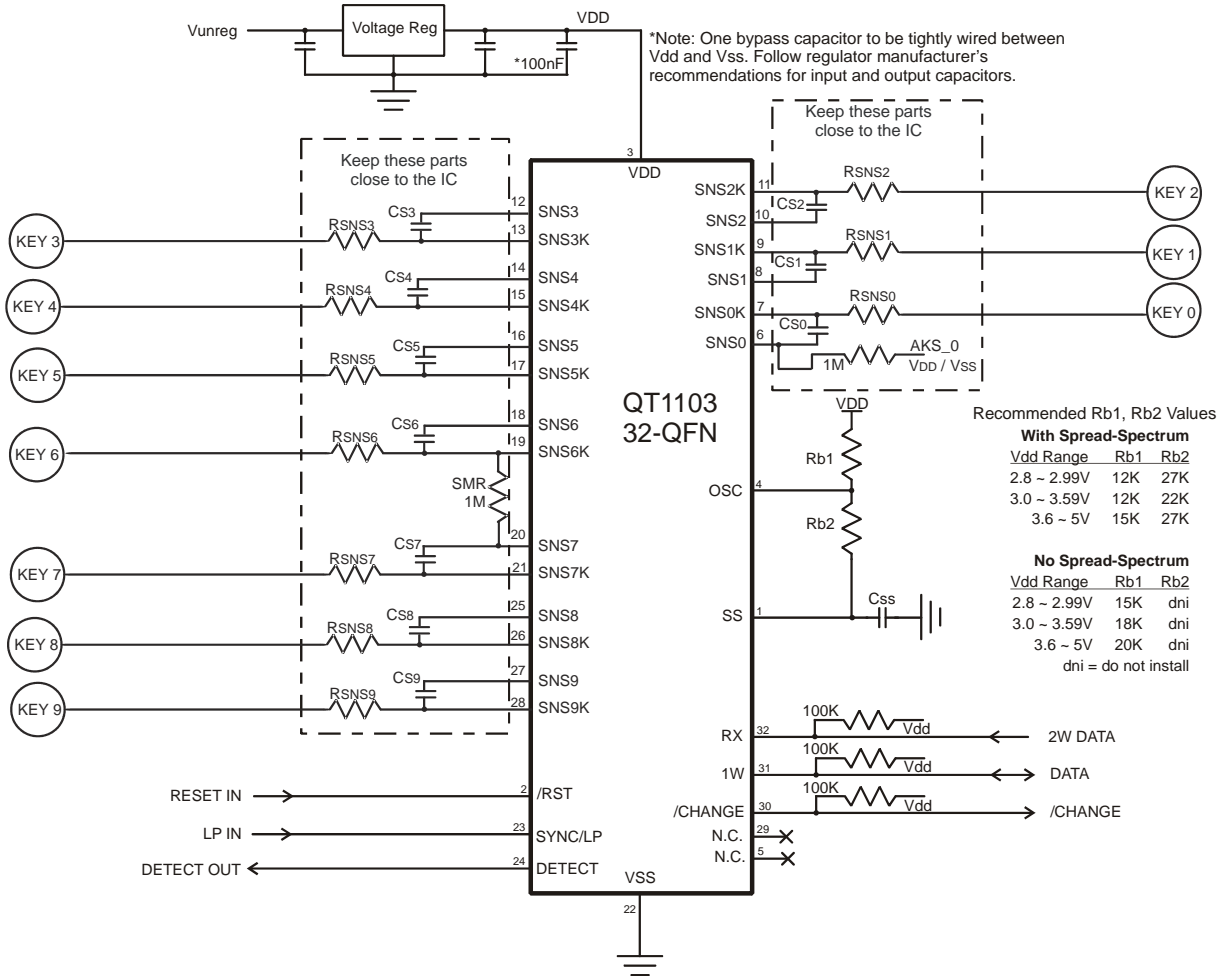 Vunreg
Voltage Reg
VDD
*100nF
*Note: One bypass capacitor to be tightly wired between
Vdd and Vss. Follow regulator manufacturer's
recommendations for input and output capacitors.
Keep these parts
close to the IC
Keep these parts
close to the IC
3
VDD
QT1103
32-QFN
KEY 3
RSNS3
CS3
12
SNS3
13
SNS3K
KEY 4
RSNS4
CS4
14
SNS4
15
SNS4K
KEY 5
RSNS5
CS5
16
SNS5
17
SNS5K
KEY 6
RSNS6
CS6
18
SNS6
19
SNS6K
SMR
1M
KEY 7
RSNS7
CS7
20
SNS7
21
SNS7K
KEY 8
RSNS8
CS8
25
SNS8
26
SNS8K
KEY 9
RSNS9
CS9
27
SNS9
28
SNS9K
RESET IN
2
/RST
LP IN
23
SYNC/LP
DETECT OUT
24
DETECT
VSS
22
SNS2K
11
RSNS2
KEY 2
CS2
SNS2
10
SNS1K
9
RSNS1
KEY 1
CS1
SNS1
8
SNS0K
7
RSNS0
KEY 0
CS0
SNS0
6
1M
AKS_0
VDD / VSS
VDD
Rb1
OSC
4
Rb2
SS
1
Css
Recommended Rb1, Rb2 Values
With Spread-Spectrum
Vdd Range Rb1 Rb2
2.8 ~ 2.99V 12K 27K
3.0 ~ 3.59V 12K 22K
3.6 ~ 5V 15K 27K
No Spread-Spectrum
Vdd Range Rb1 Rb2
2.8 ~ 2.99V 15K dni
3.0 ~ 3.59V 18K dni
3.6 ~ 5V 20K dni
dni = do not install
100K
Vdd
RX
32
2W DATA
100K
Vdd
1W
31
DATA
100K
Vdd
/CHANGE
30
/CHANGE
N.C.
29
N.C.
5